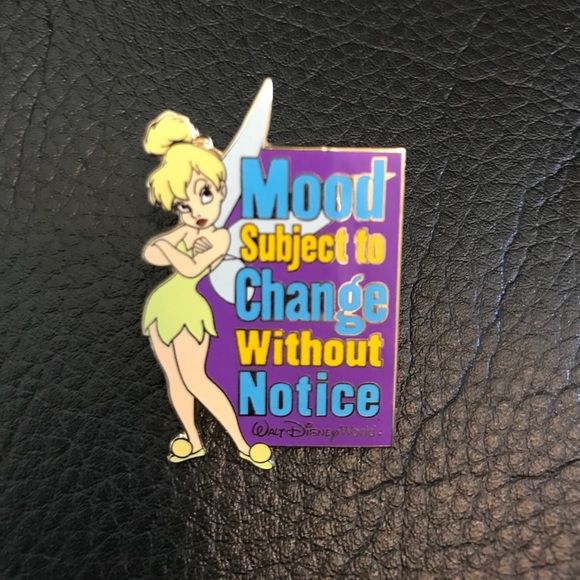 Mood
Subject to
Change
Without
Notice
Walt Disney World.